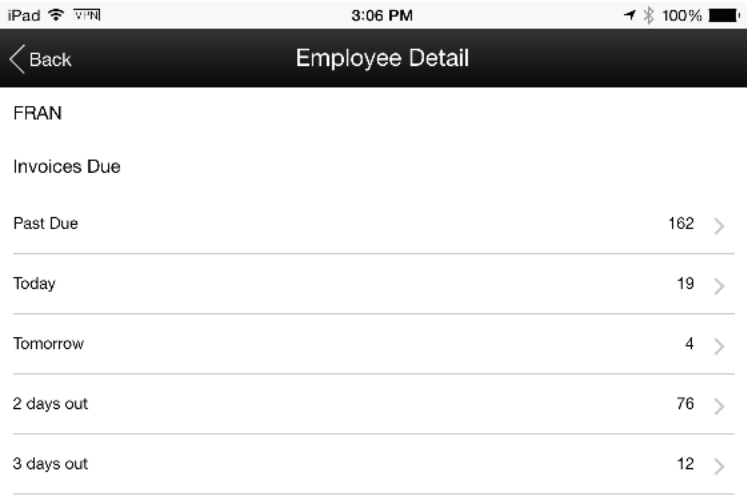 iPad VPN 3:06 PM 100%
Back Employee Detail
FRAN
Invoices Due
Past Due 162
Today 19
Tomorrow 4
2 days out 76
3 days out 12